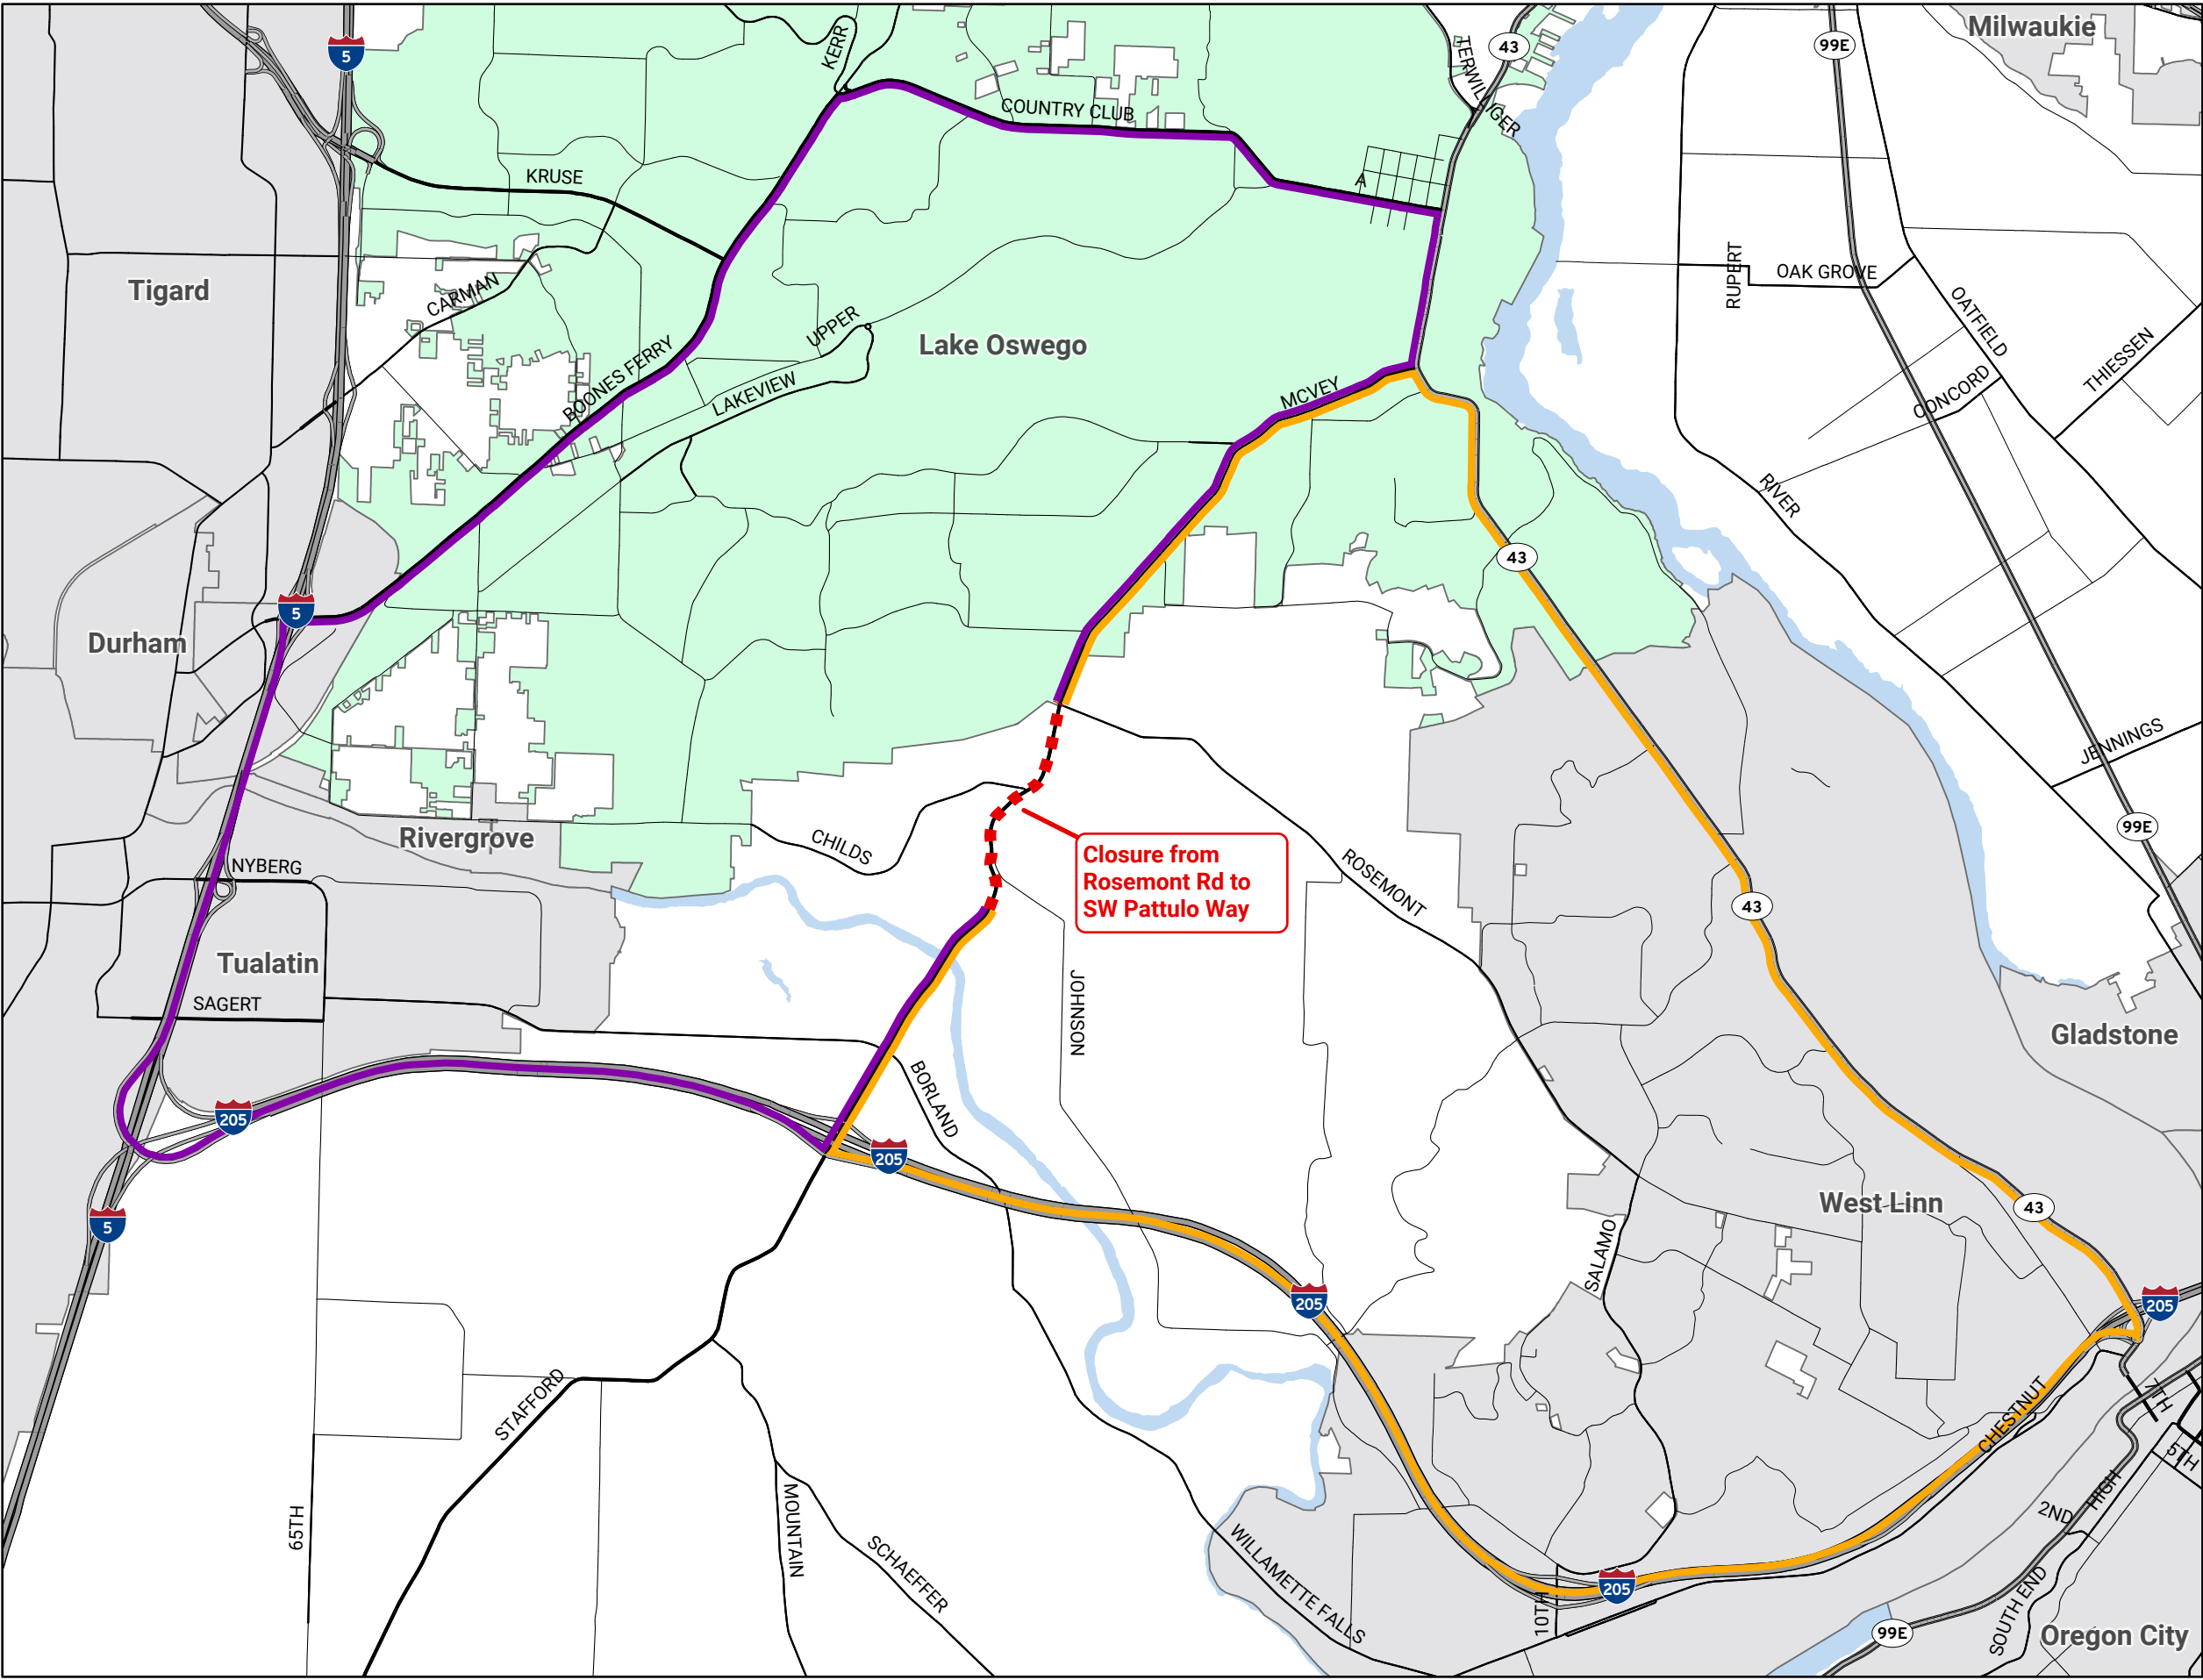 Milwaukie
5
KERR
TERWILLIGER
43
99E
COUNTRY CLUB
KRUSE
A
Tigard
CARMAN
UPPER
Lake Oswego
RUPERT
OAK GROVE
OATFIELD
THIESSEN
BOONES FERRY
LAKEVIEW
MCVEY
CONCORD
RIVER
43
5
Durham
JENNINGS
Rivergrove
CHILDS
99E
NYBERG
Closure from
Rosemont Rd to
SW Pattulo Way
ROSEMONT
43
Tualatin
SAGERT
JOHNSON
Gladstone
BORLAND
205
205
5
West Linn
43
SALAMO
205
205
STAFFORD
CHESTNUT
7TH
5TH
65TH
MOUNTAIN
SCHAEFFER
HIGH
2ND
WILLAMETTE FALLS
10TH
205
SOUTH END
99E
Oregon City